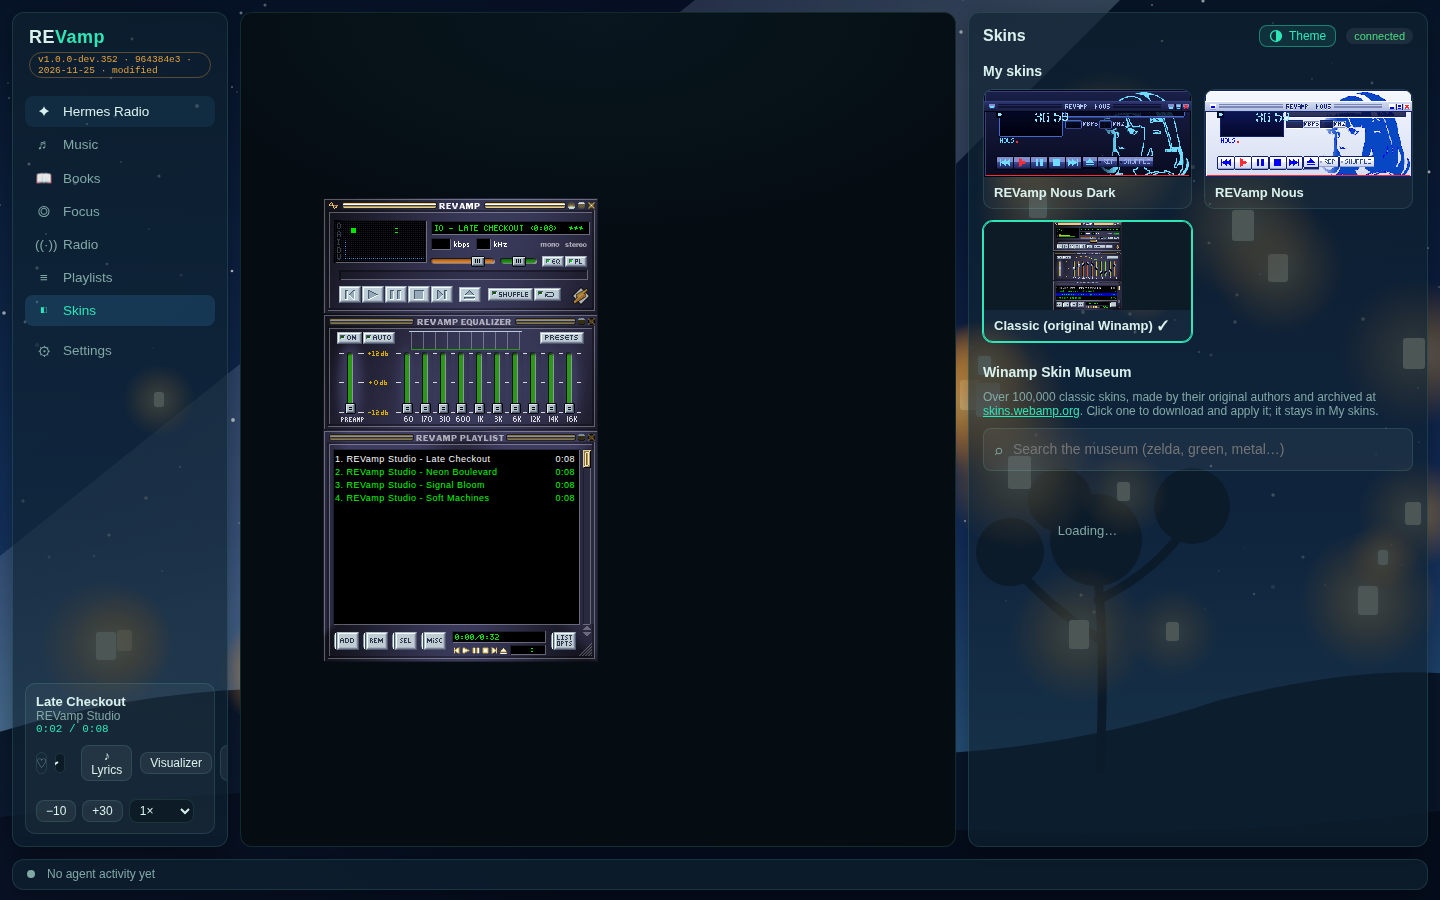 REVamp
v1.0.0-dev.352 · 964384e3 ·
2026-11-25 · modified
Hermes Radio
Music
Books
Focus
Radio
Playlists
Skins
Settings
Late Checkout
REVamp Studio
0:02 / 0:08
♪
Lyrics
Visualizer
−10
+30
1×
REVAMP
IO - LATE CHECKOUT <0:08> ***
kbps
kHz
mono stereo
EQ
PL
SHUFFLE
REVAMP EQUALIZER
ON
AUTO
PRESETS
+12 db
+0 db
-12 db
PREAMP
60 170 310 600 1K 3K 6K 12K 14K 16K
REVAMP PLAYLIST
1. REVamp Studio - Late Checkout 0:08
2. REVamp Studio - Neon Boulevard 0:08
3. REVamp Studio - Signal Bloom 0:08
4. REVamp Studio - Soft Machines 0:08
ADD
REM
SEL
MISC
0:00/0:32
LIST
OPTS
Skins
Theme
connected
My skins
REVamp Nous Dark
REVamp Nous
Classic (original Winamp) ✓
Winamp Skin Museum
Over 100,000 classic skins, made by their original authors and archived at
skins.webamp.org. Click one to download and apply it; it stays in My skins.
Search the museum (zelda, green, metal…)
Loading…
No agent activity yet